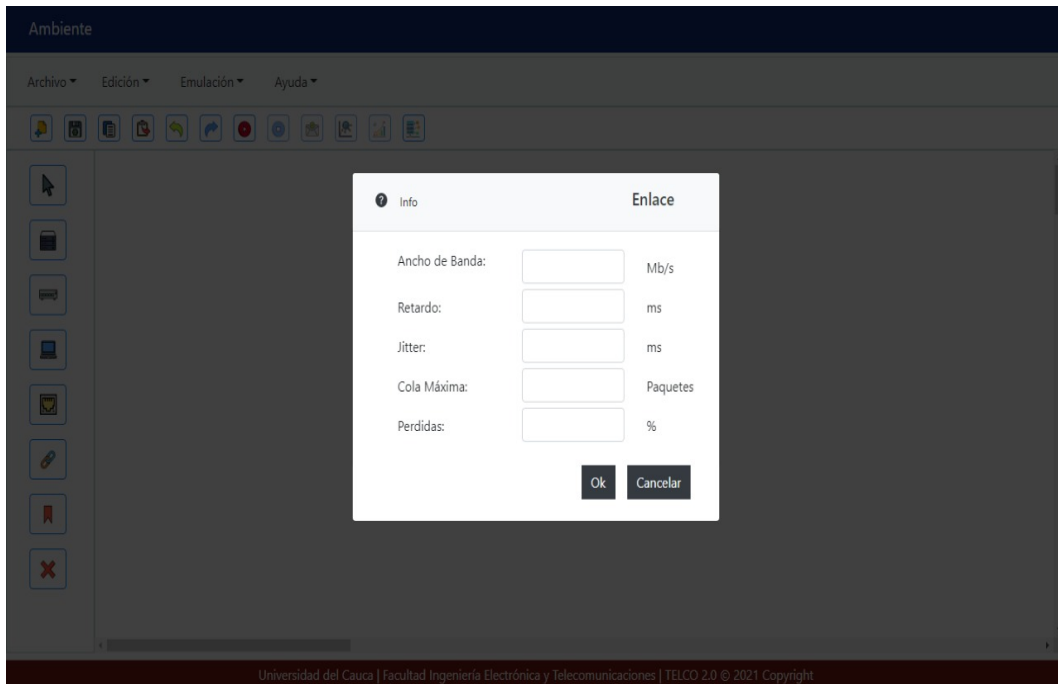 Ambiente
Archivo Edición Emulación Ayuda
Info Enlace
Ancho de Banda: Mb/s
Retardo: ms
Jitter: ms
Cola Máxima: Paquetes
Perdidas: %
Ok Cancelar
Universidad del Cauca | Facultad Ingeniería Electrónica y Telecomunicaciones | TELCO 2.0 © 2021 Copyright